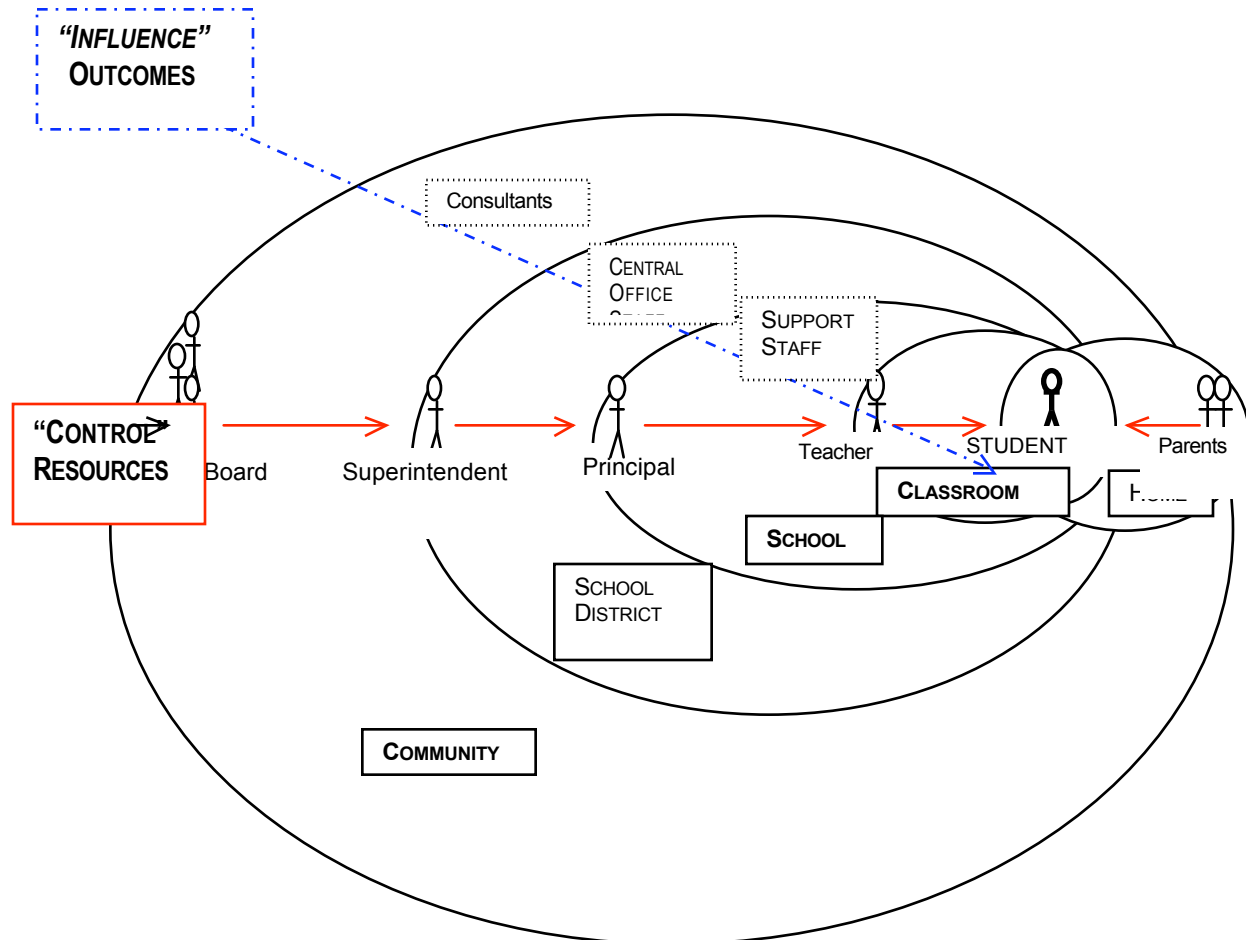 “INFLUENCE”
OUTCOMES
Consultants
CENTRAL
OFFICE
SUPPORT
STAFF
“CONTROL”
RESOURCES
Board
Superintendent
Principal
Teacher
STUDENT
Parents
CLASSROOM
SCHOOL
SCHOOL
DISTRICT
COMMUNITY